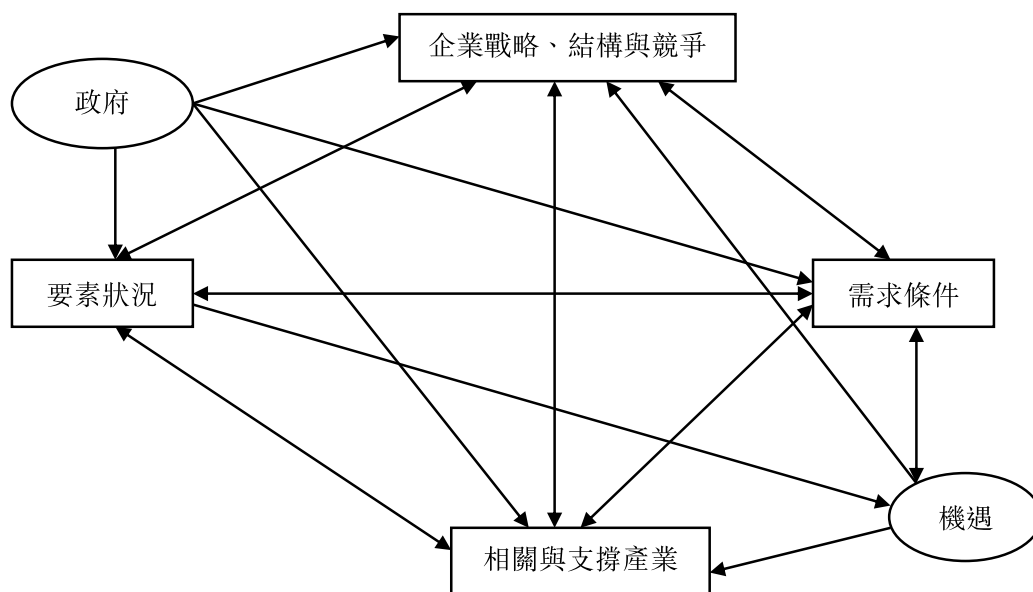 企業戰略、結構與競爭
政府
要素狀況
需求條件
機遇
相關與支撐產業